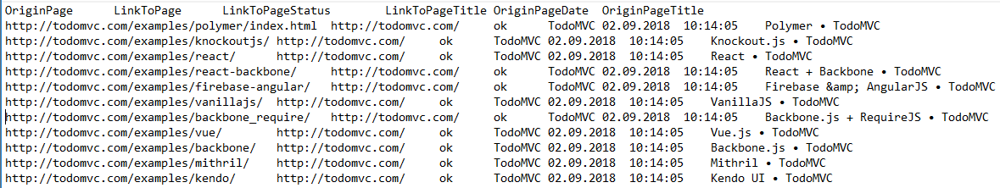 OriginPage LinkToPage LinkToPageStatus LinkToPageTitle OriginPageDate OriginPageTitle
http://todomvc.com/examples/polymer/index.html http://todomvc.com/ ok TodoMVC 02.09.2018 10:14:05 Polymer • TodoMVC
http://todomvc.com/examples/knockoutjs/ http://todomvc.com/ ok TodoMVC 02.09.2018 10:14:05 Knockout.js • TodoMVC
http://todomvc.com/examples/react/ http://todomvc.com/ ok TodoMVC 02.09.2018 10:14:05 React • TodoMVC
http://todomvc.com/examples/react-backbone/ http://todomvc.com/ ok TodoMVC 02.09.2018 10:14:05 React + Backbone • TodoMVC
http://todomvc.com/examples/firebase-angular/ http://todomvc.com/ ok TodoMVC 02.09.2018 10:14:05 Firebase &amp; AngularJS • TodoMVC
http://todomvc.com/examples/vanillajs/ http://todomvc.com/ ok TodoMVC 02.09.2018 10:14:05 VanillaJS • TodoMVC
http://todomvc.com/examples/backbone_require/ http://todomvc.com/ ok TodoMVC 02.09.2018 10:14:05 Backbone.js + RequireJS • TodoMVC
http://todomvc.com/examples/vue/ http://todomvc.com/ ok TodoMVC 02.09.2018 10:14:05 Vue.js • TodoMVC
http://todomvc.com/examples/backbone/ http://todomvc.com/ ok TodoMVC 02.09.2018 10:14:05 Backbone.js • TodoMVC
http://todomvc.com/examples/mithril/ http://todomvc.com/ ok TodoMVC 02.09.2018 10:14:05 Mithril • TodoMVC
http://todomvc.com/examples/kendo/ http://todomvc.com/ ok TodoMVC 02.09.2018 10:14:05 Kendo UI • TodoMVC